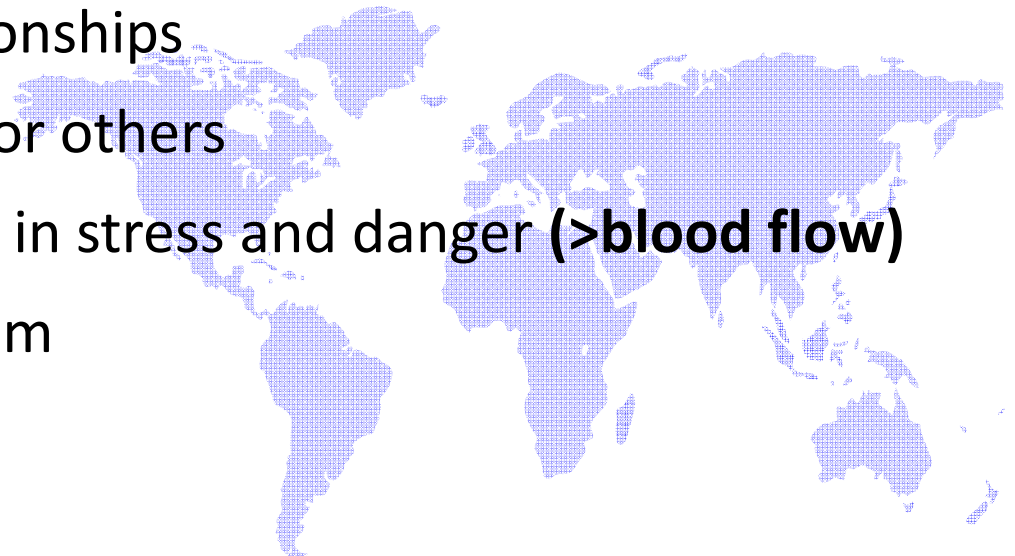 onships
or others
in stress and danger (>blood flow)
m